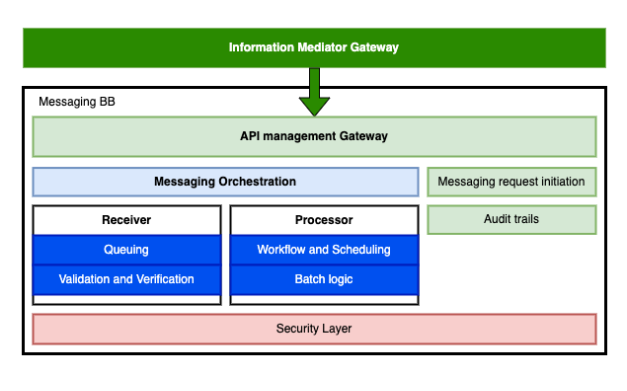 Information Mediator Gateway
Messaging BB
API management Gateway
Messaging Orchestration
Messaging request initiation
Receiver
Processor
Audit trails
Queuing
Workflow and Scheduling
Validation and Verification
Batch logic
Security Layer